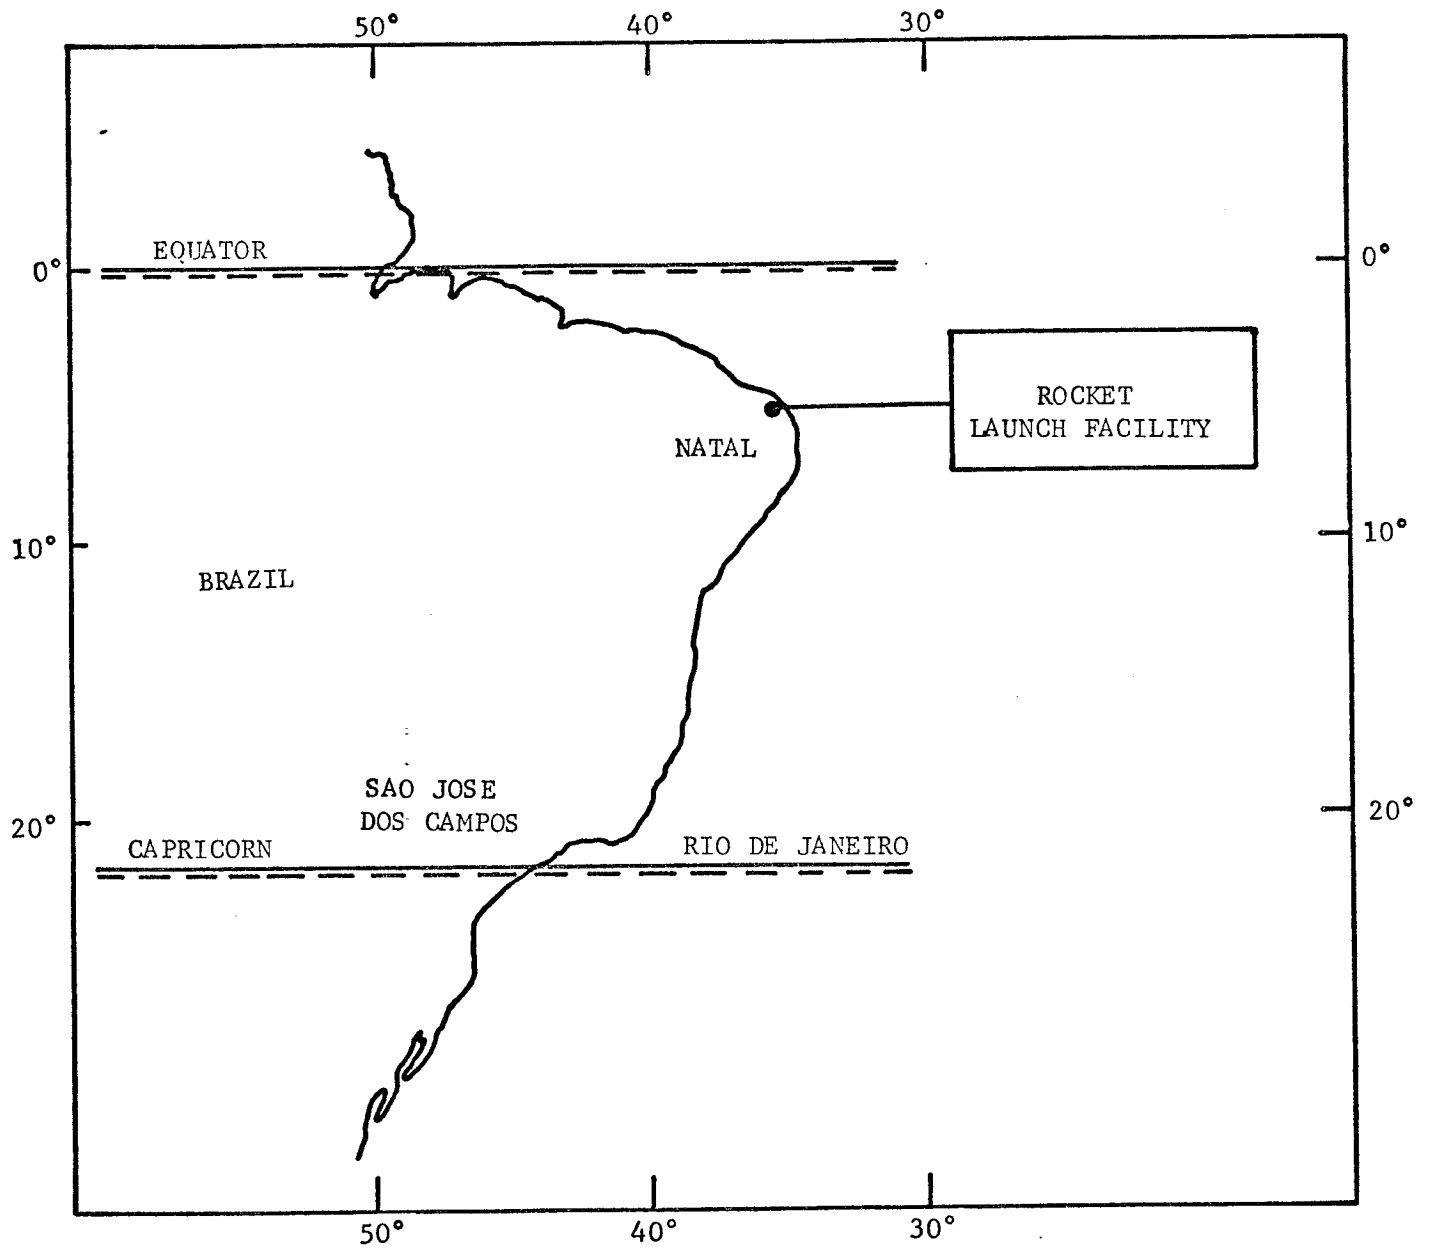 50° 40° 30°
EQUATOR
0° 0°
ROCKET
LAUNCH FACILITY
NATAL
10° 10°
BRAZIL
SAO JOSE
DOS CAMPOS
20° 20°
CAPRICORN RIO DE JANEIRO
50° 40° 30°